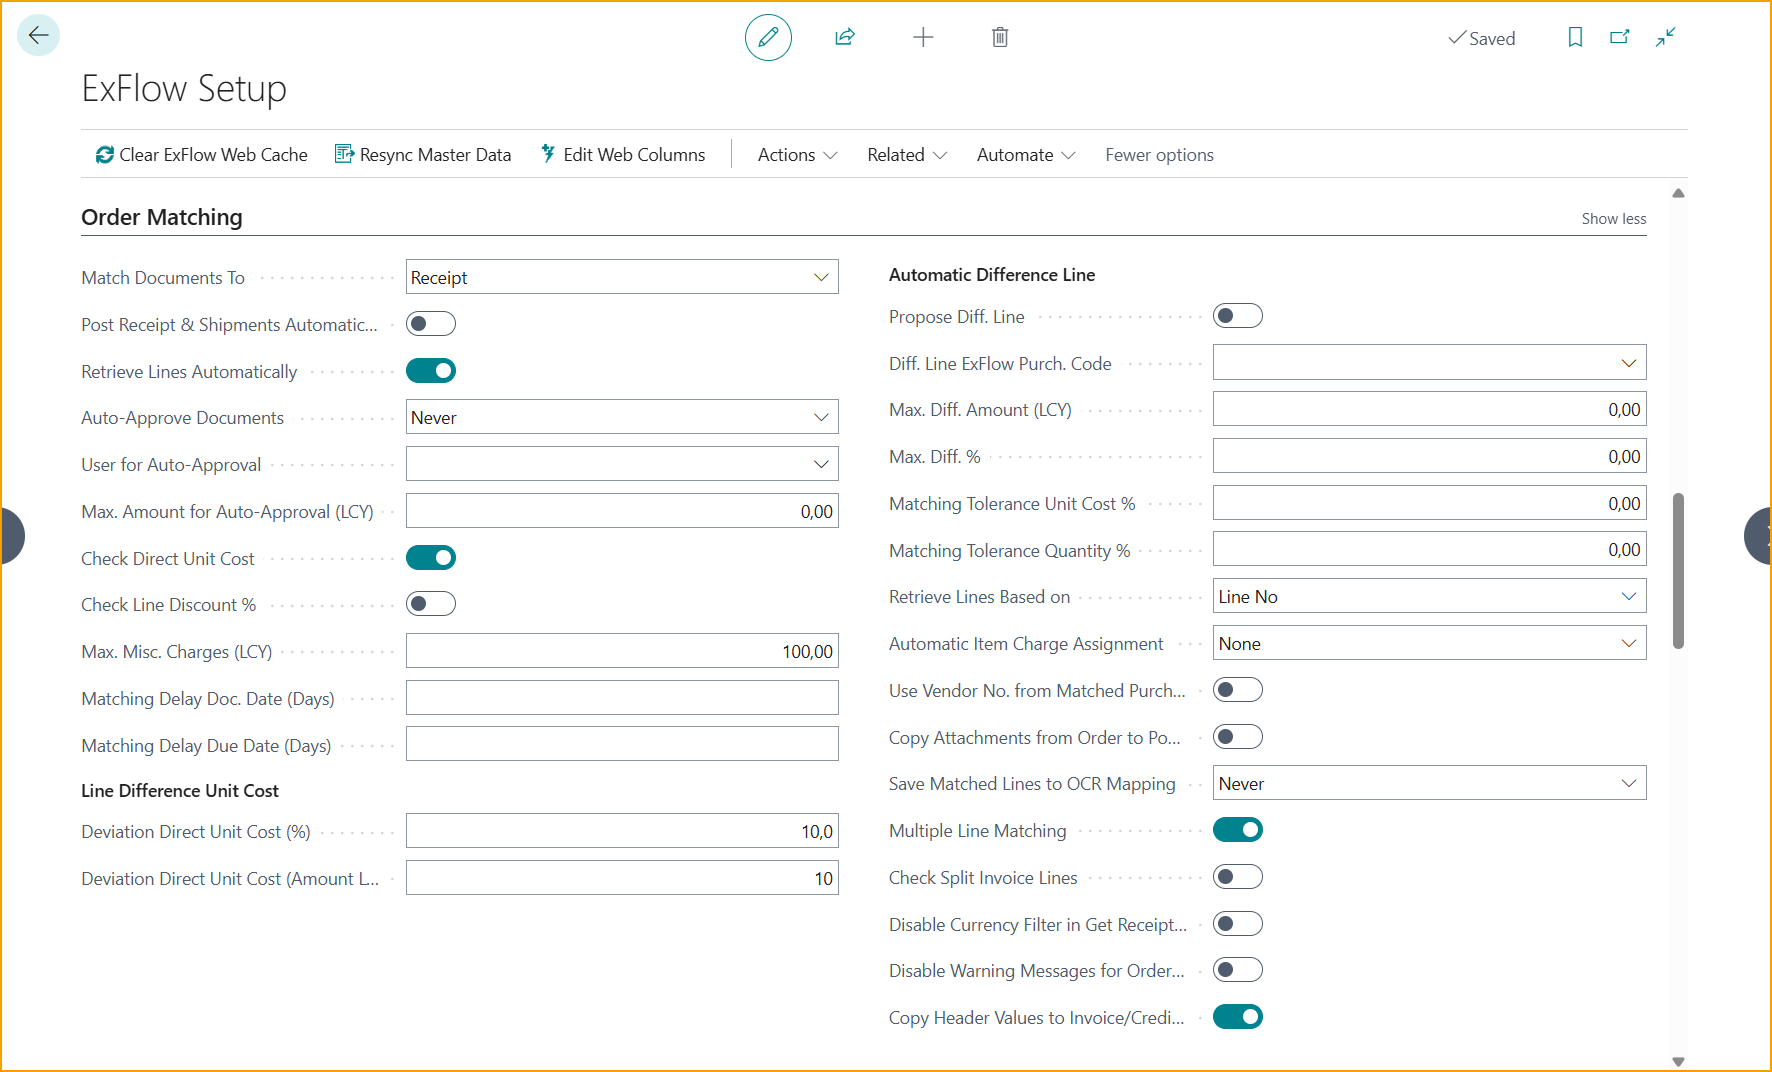 Saved
ExFlow Setup
Clear ExFlow Web Cache
Resync Master Data
Edit Web Columns
Actions
Related
Automate
Fewer options
Order Matching
Show less
Match Documents To
Receipt
Post Receipt & Shipments Automatic...
Retrieve Lines Automatically
Auto-Approve Documents
Never
User for Auto-Approval
Max. Amount for Auto-Approval (LCY)
0,00
Check Direct Unit Cost
Check Line Discount %
Max. Misc. Charges (LCY)
100,00
Matching Delay Doc. Date (Days)
Matching Delay Due Date (Days)
Line Difference Unit Cost
Deviation Direct Unit Cost (%)
10,0
Deviation Direct Unit Cost (Amount L...
10
Automatic Difference Line
Propose Diff. Line
Diff. Line ExFlow Purch. Code
Max. Diff. Amount (LCY)
0,00
Max. Diff. %
0,00
Matching Tolerance Unit Cost %
0,00
Matching Tolerance Quantity %
0,00
Retrieve Lines Based on
Line No
Automatic Item Charge Assignment
None
Use Vendor No. from Matched Purch...
Copy Attachments from Order to Po...
Save Matched Lines to OCR Mapping
Never
Multiple Line Matching
Check Split Invoice Lines
Disable Currency Filter in Get Receipt...
Disable Warning Messages for Order...
Copy Header Values to Invoice/Credi...